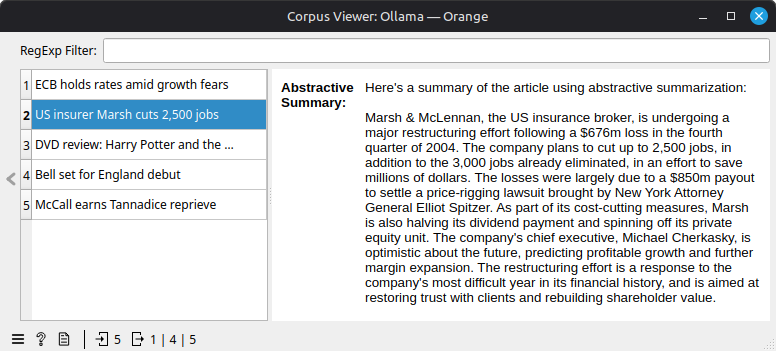 Corpus Viewer: Ollama — Orange
RegExp Filter:
1 ECB holds rates amid growth fears
2 US insurer Marsh cuts 2,500 jobs
3 DVD review: Harry Potter and the ...
4 Bell set for England debut
5 McCall earns Tannadice reprieve
Abstractive Summary:
Here's a summary of the article using abstractive summarization:
Marsh & McLennan, the US insurance broker, is undergoing a
major restructuring effort following a $676m loss in the fourth
quarter of 2004. The company plans to cut up to 2,500 jobs, in
addition to the 3,000 jobs already eliminated, in an effort to save
millions of dollars. The losses were largely due to a $850m payout
to settle a price-rigging lawsuit brought by New York Attorney
General Elliot Spitzer. As part of its cost-cutting measures, Marsh
is also halving its dividend payment and spinning off its private
equity unit. The company's chief executive, Michael Cherkasky, is
optimistic about the future, predicting profitable growth and further
margin expansion. The restructuring effort is a response to the
company's most difficult year in its financial history, and is aimed at
restoring trust with clients and rebuilding shareholder value.
5 1 | 4 | 5